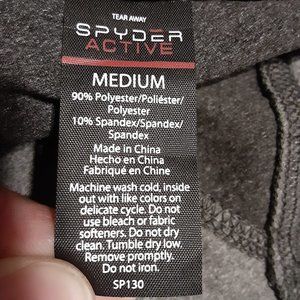 TEAR AWAY
SPYDER
ACTIVE
MEDIUM
90% Polyester/Poliéster/
Polyester
10% Spandex/Spandex/
Spandex
Made in China
Hecho en China
Fabriqué en Chine
Machine wash cold, inside
out with like colors on
delicate cycle. Do not
use bleach or fabric
softeners. Do not dry
clean. Tumble dry low.
Remove promptly.
Do not iron.
SP130